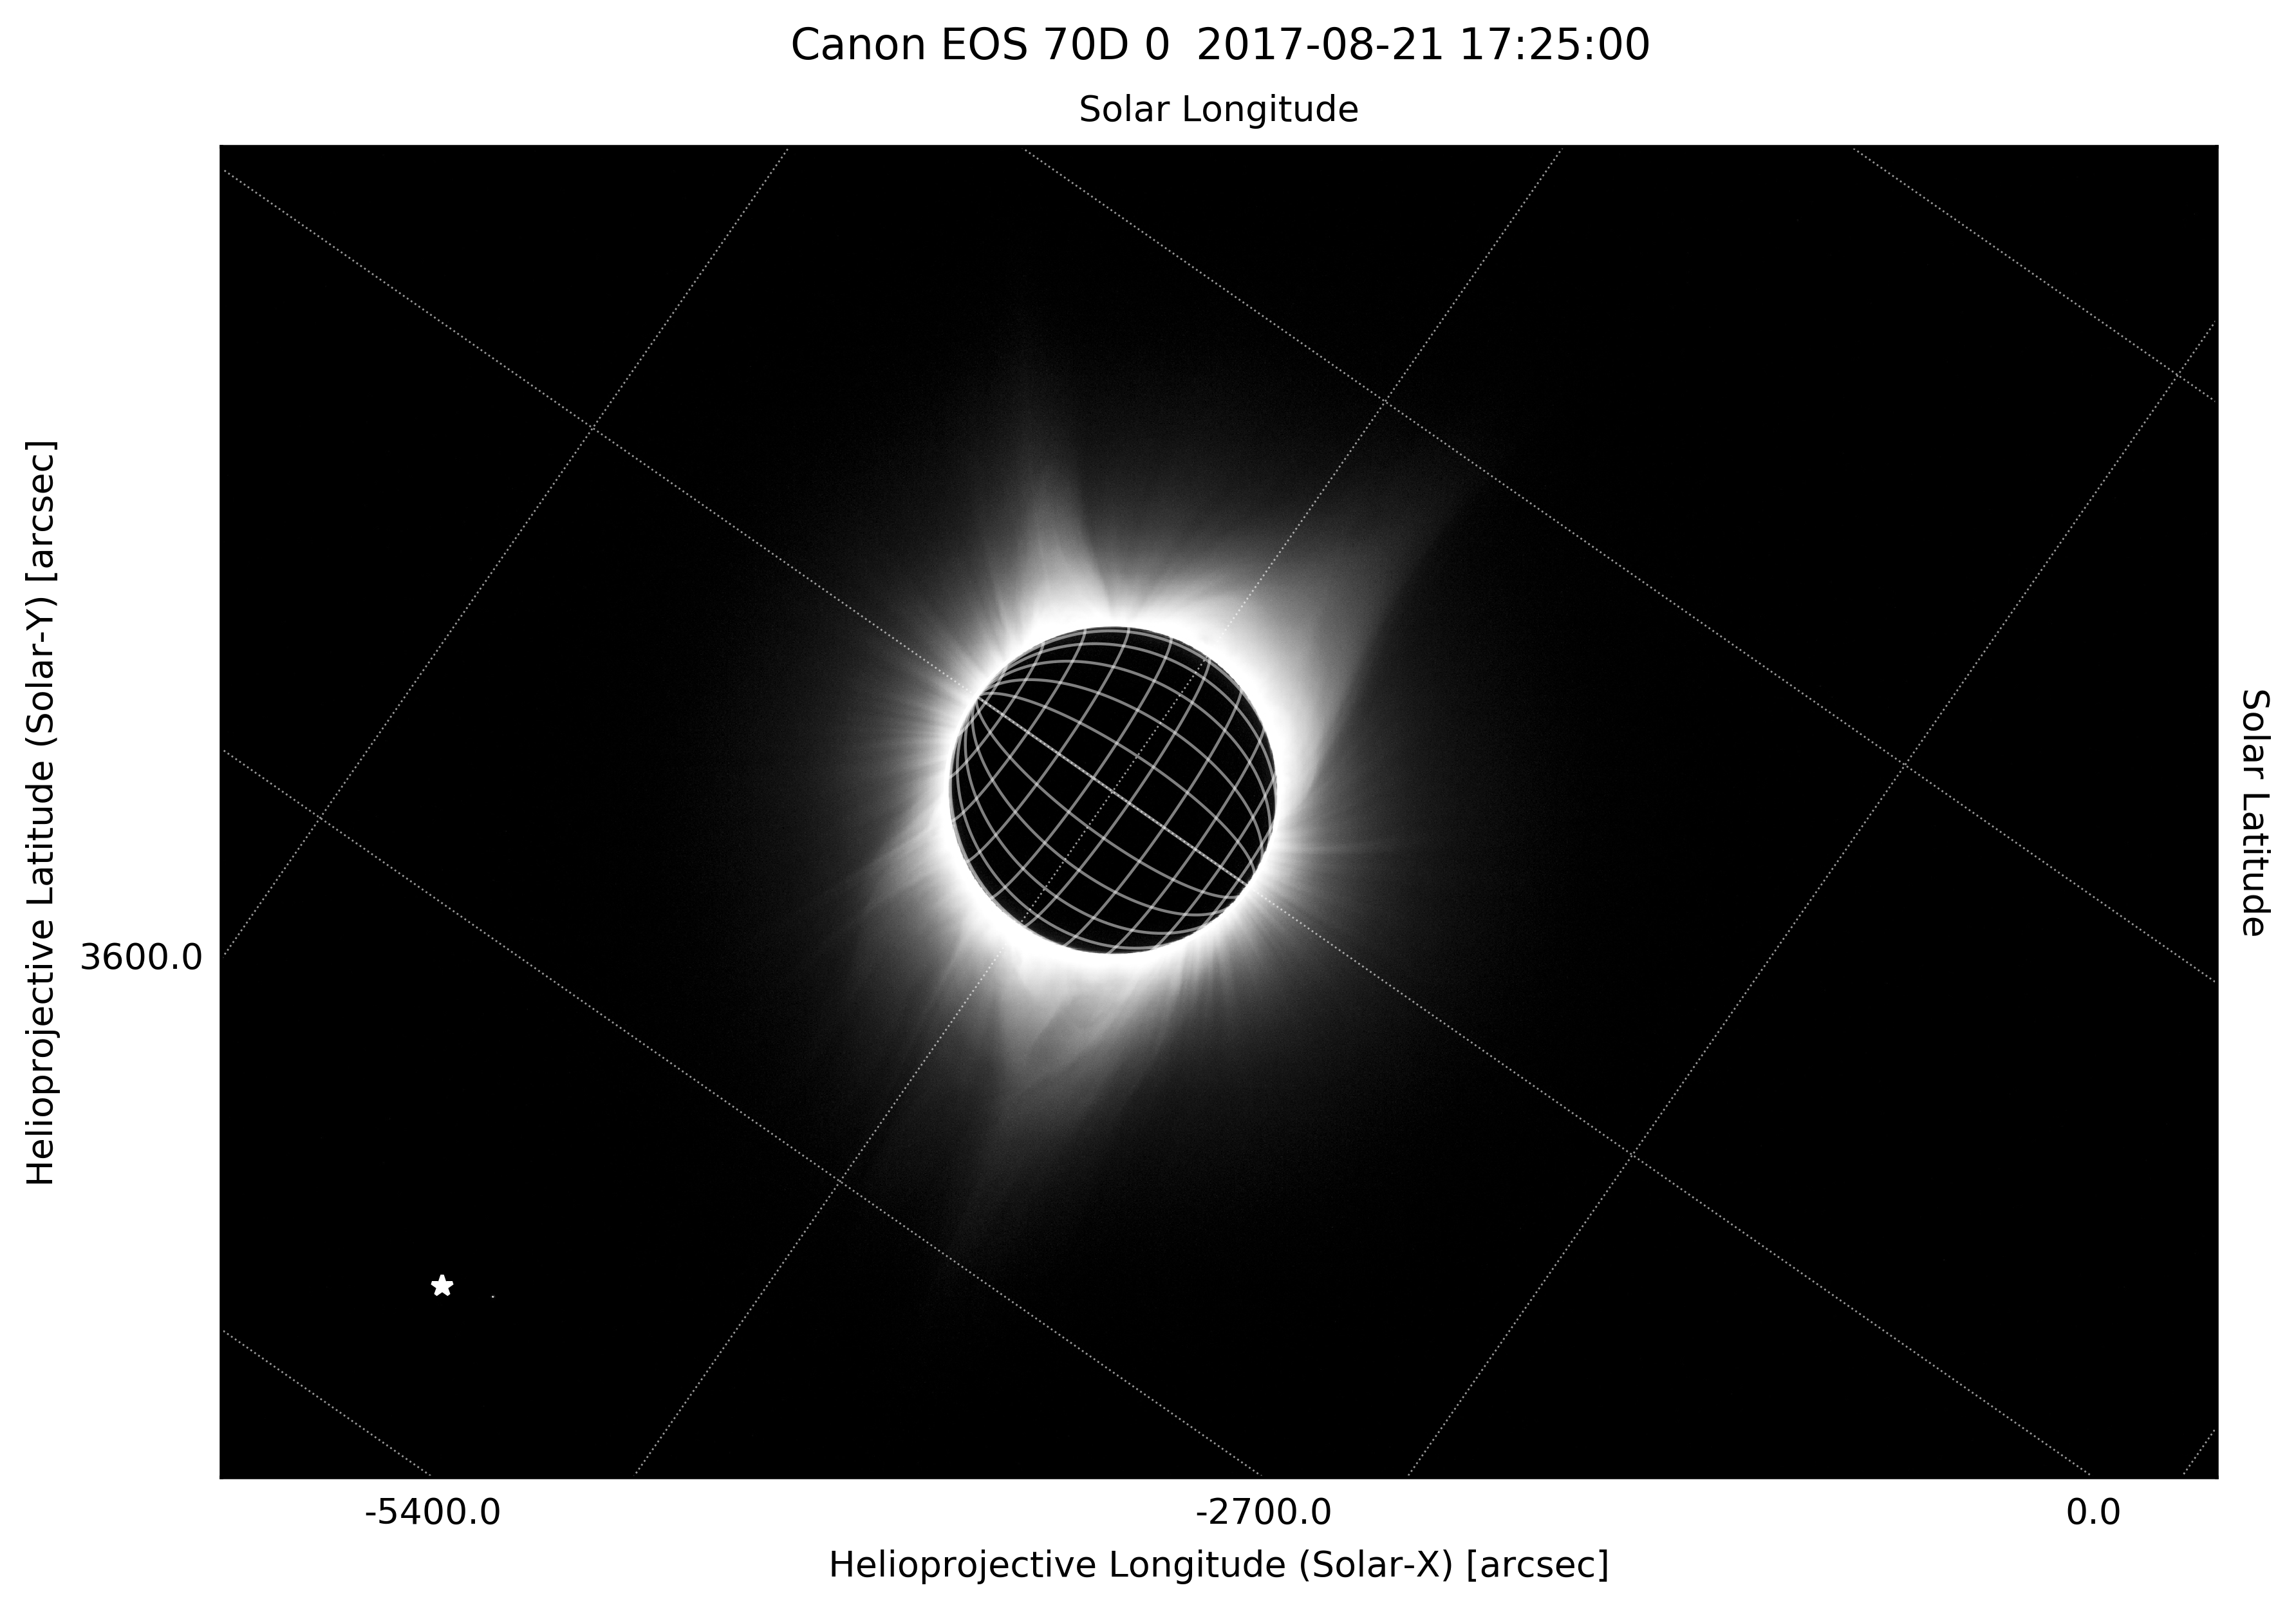 Canon EOS 70D 0  2017-08-21 17:25:00
Solar Longitude
Helioprojective Latitude (Solar-Y) [arcsec]
3600.0
Solar Latitude
-5400.0
-2700.0
0.0
Helioprojective Longitude (Solar-X) [arcsec]